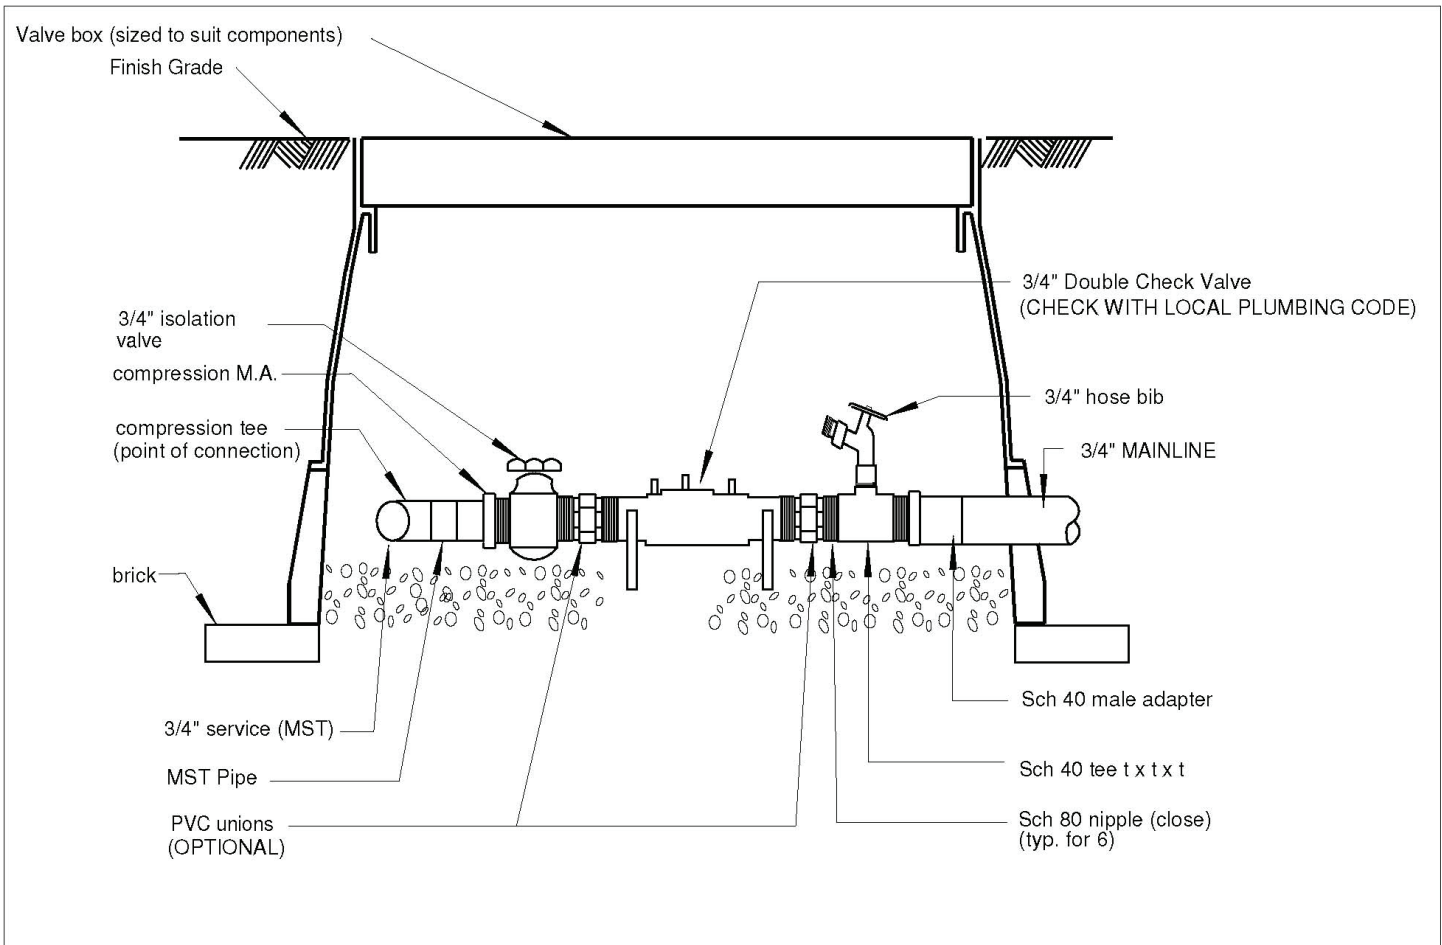 Valve box (sized to suit components)
Finish Grade
3/4" Double Check Valve
(CHECK WITH LOCAL PLUMBING CODE)
3/4" isolation
valve
compression M.A.
3/4" hose bib
compression tee
(point of connection)
3/4" MAINLINE
brick
Sch 40 male adapter
3/4" service (MST)
Sch 40 tee t x t x t
MST Pipe
Sch 80 nipple (close)
(typ. for 6)
PVC unions
(OPTIONAL)